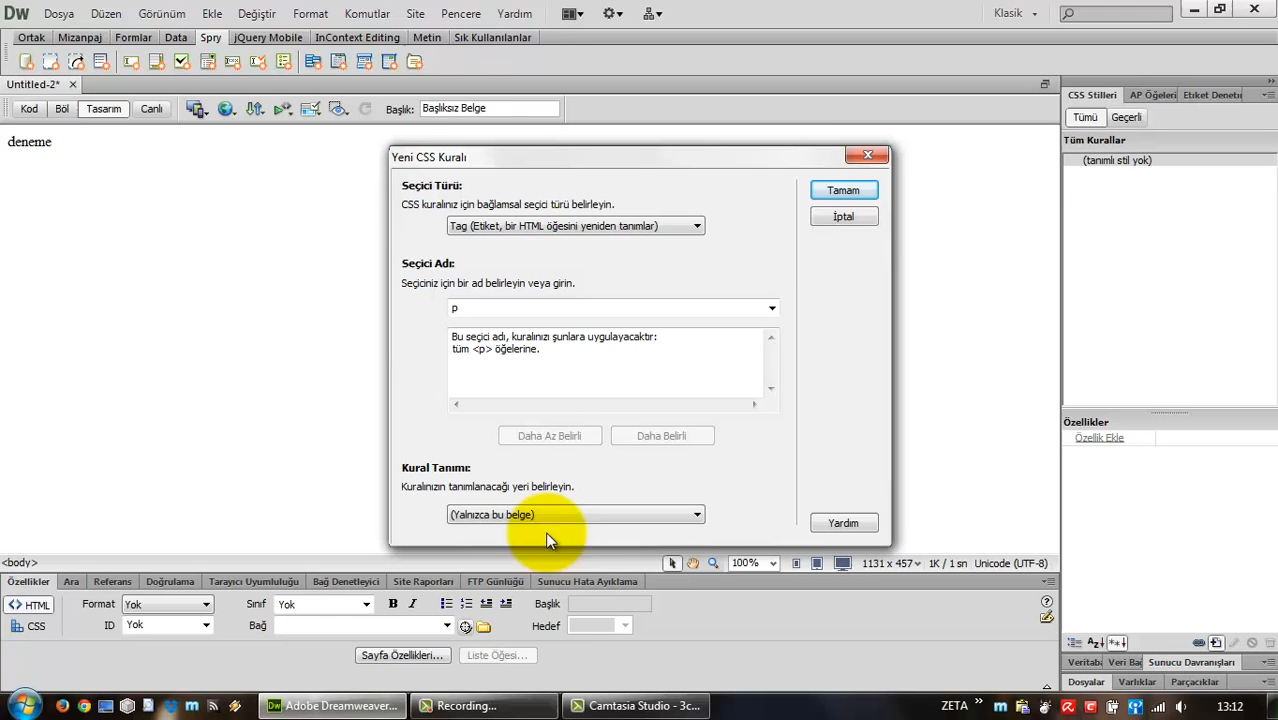 Dw Dosya Düzen Görünüm Ekle Değiştir Format Komutlar Site Pencere Yardım Klasik
Ortak Mizanpaj Formlar Data Spry jQuery Mobile InContext Editing Metin Sık Kullanılanlar
Untitled-2*
Kod Böl Tasarım Canlı Başlık: Başlıksız Belge
deneme
CSS Stilleri AP Öğeleri Etiket Denetı
Tümü Geçerli
Tüm Kurallar
(tanımlı stil yok)
Özellikler
Özellik Ekle
Yeni CSS Kuralı
Seçici Türü:
CSS kuralınız için bağlamsal seçici türü belirleyin.
Tag (Etiket, bir HTML öğesini yeniden tanımlar)
Tamam
İptal
Seçici Adı:
Seçiciniz için bir ad belirleyin veya girin.
p
Bu seçici adı, kuralınızı şunlara uygulayacaktır:
tüm <p> öğelerine.
Daha Az Belirli Daha Belirli
Kural Tanımı:
Kuralınızın tanımlanacağı yeri belirleyin.
(Yalnızca bu belge)
Yardım
<body> 100% 1131 x 457 1K / 1 sn Unicode (UTF-8)
Özellikler Ara Referans Doğrulama Tarayıcı Uyumluluğu Bağ Denetleyici Site Raporları FTP Günlüğü Sunucu Hata Ayıklama
<> HTML Format Yok Sınıf Yok B I Başlık
CSS ID Yok Bağ Hedef
Sayfa Özellikleri... Liste Öğesi...
Veritaba Veri Bağ Sunucu Davranışları
Dosyalar Varlıklar Parçacıklar
Adobe Dreamweaver... Recording... Camtasia Studio - 3c... ZETA 13:12